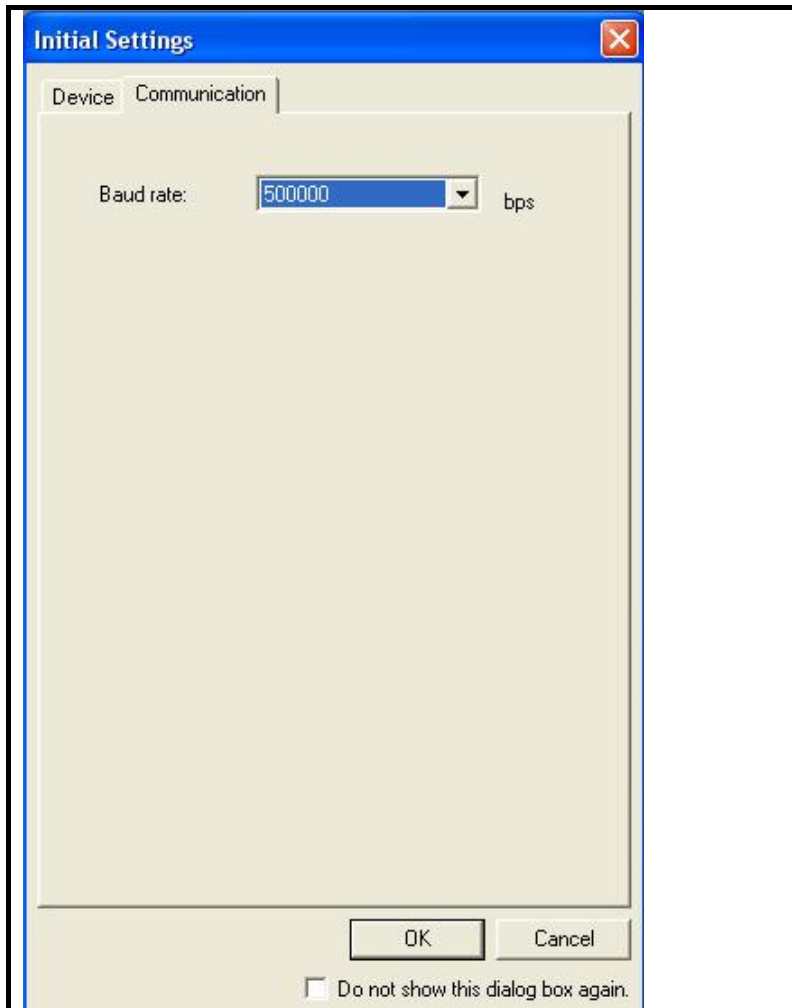 Initial Settings
Device Communication
Baud rate: 500000 bps
OK Cancel
Do not show this dialog box again.